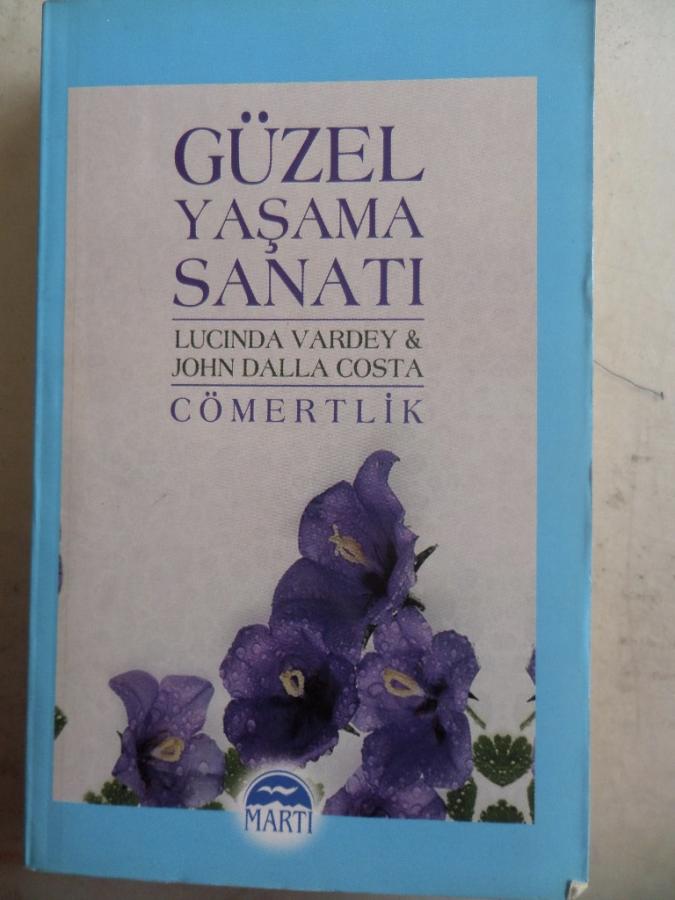 GÜZEL
YAŞAMA
SANATI
LUCINDA VARDEY &
JOHN DALLA COSTA
CÖMERTLİK
MARTI